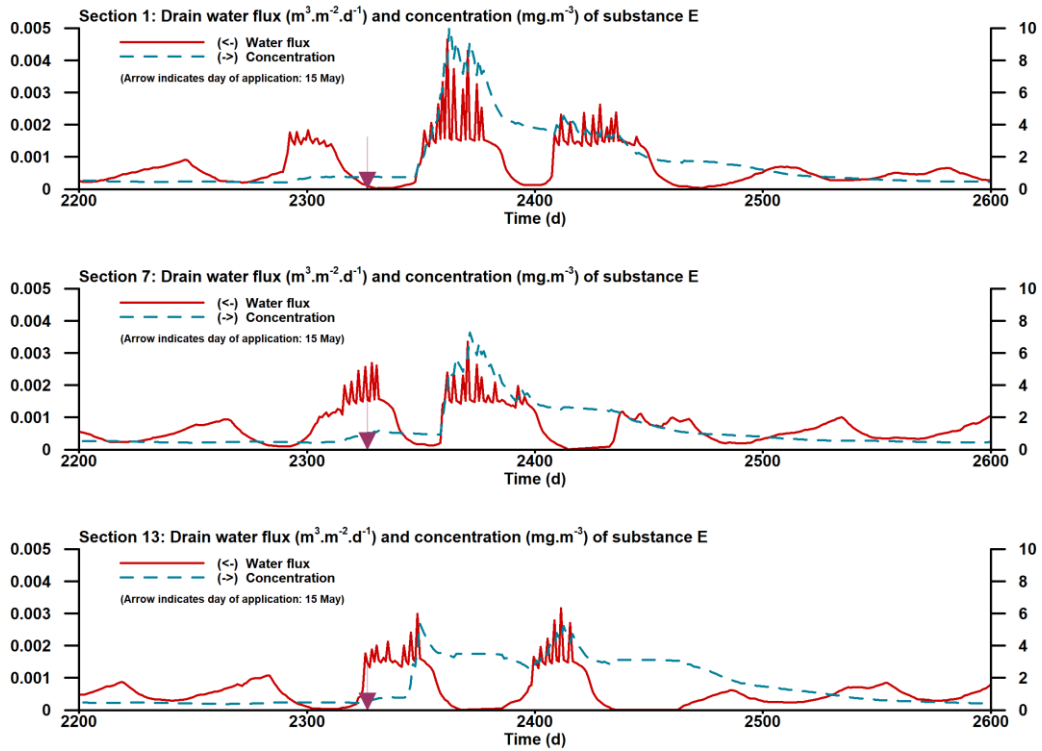 Section 1: Drain water flux (m³.m⁻².d⁻¹) and concentration (mg.m⁻³) of substance E
0.005 10
(<-) Water flux
0.004 8
(->) Concentration
(Arrow indicates day of application: 15 May)
0.003 6
0.002 4
0.001 2
0 0
2200 2300 2400 2500 2600
Time (d)
Section 7: Drain water flux (m³.m⁻².d⁻¹) and concentration (mg.m⁻³) of substance E
0.005 10
(<-) Water flux
0.004 8
(->) Concentration
(Arrow indicates day of application: 15 May)
0.003 6
0.002 4
0.001 2
0 0
2200 2300 2400 2500 2600
Time (d)
Section 13: Drain water flux (m³.m⁻².d⁻¹) and concentration (mg.m⁻³) of substance E
0.005 10
(<-) Water flux
0.004 8
(->) Concentration
(Arrow indicates day of application: 15 May)
0.003 6
0.002 4
0.001 2
0 0
2200 2300 2400 2500 2600
Time (d)